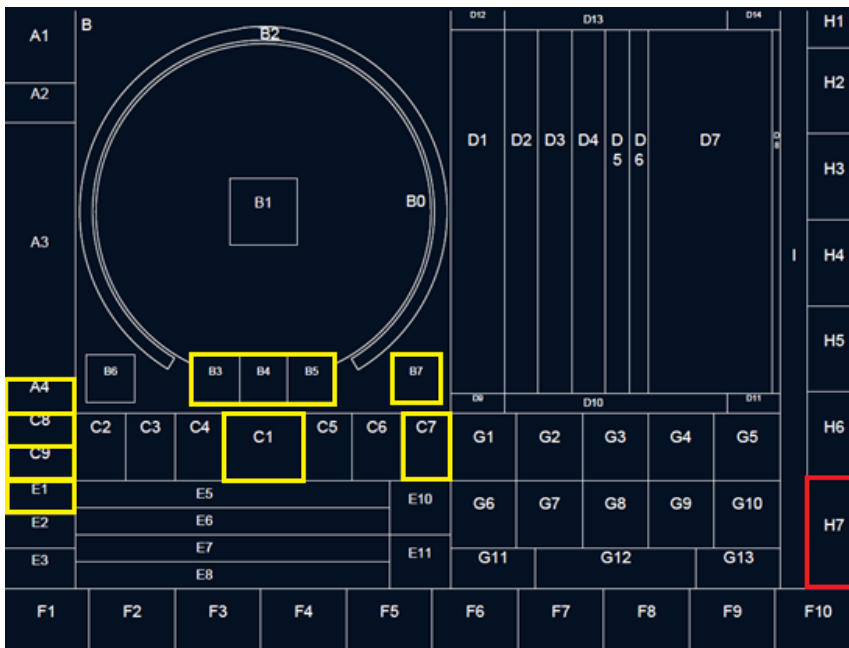 D12 D13 D14 H1
A1 B B2
H2
A2
D1 D2 D3 D4 D5 D6 D7 D8
H3
B1 B0
A3 I H4
H5
B6 B3 B4 B5 B7
A4
D9 D10 D11
C8 C2 C3 C4 C1 C5 C6 C7 G1 G2 G3 G4 G5 H6
C9
E1 E5 E10 G6 G7 G8 G9 G10
E2 E6 H7
E7 E11
E3 G11 G12 G13
E8
F1 F2 F3 F4 F5 F6 F7 F8 F9 F10